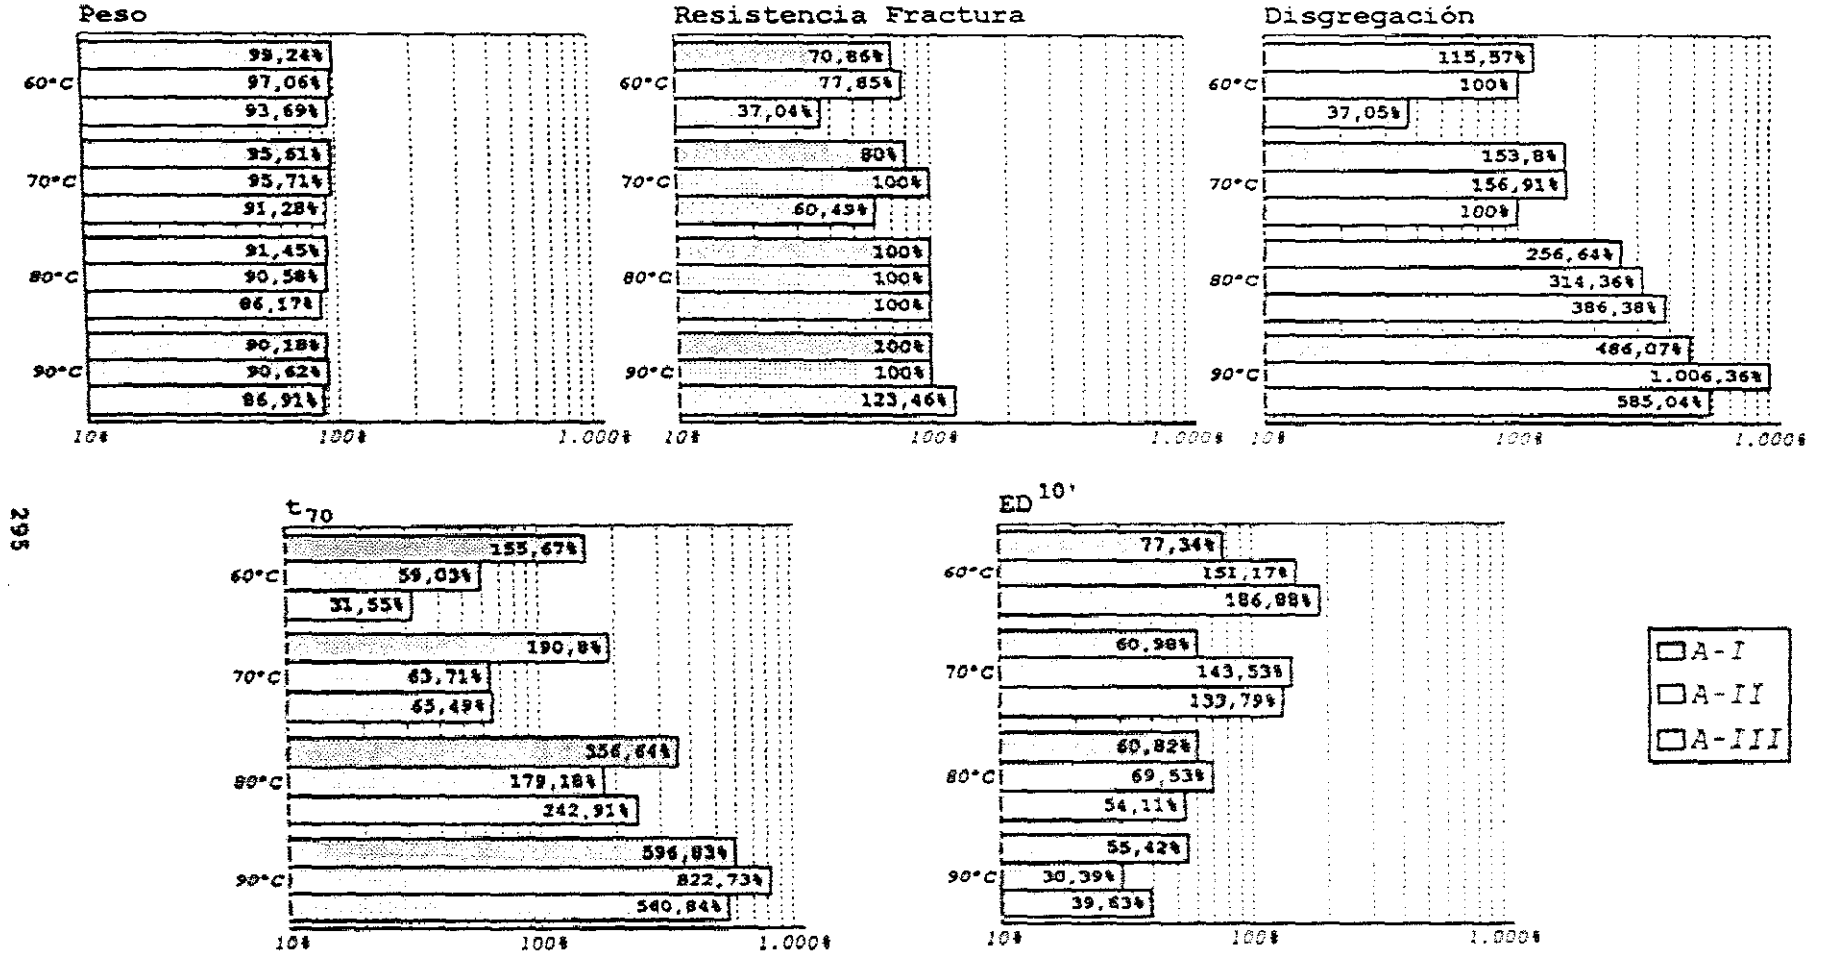 Peso
99,24%
60°C 97,06%
93,69%
95,61%
70°C 95,71%
91,28%
91,45%
80°C 90,58%
86,17%
90,18%
90°C 90,62%
86,91%
10% 100% 1.000%
Resistencia Fractura
70,86%
60°C 77,85%
37,04%
80%
70°C 100%
60,49%
100%
80°C 100%
100%
100%
90°C 100%
123,46%
10% 100% 1.000%
Disgregación
115,57%
60°C 100%
37,05%
153,8%
70°C 156,91%
100%
256,64%
80°C 314,36%
386,38%
486,07%
90°C 1.006,36%
585,04%
10% 100% 1.000%
295
t70
155,67%
60°C 59,03%
31,55%
190,8%
70°C 63,71%
65,49%
356,64%
80°C 179,18%
242,91%
596,83%
90°C 822,73%
560,84%
10% 100% 1.000%
ED10'
77,34%
60°C 151,17%
186,88%
60,98%
70°C 143,53%
133,79%
60,82%
80°C 69,53%
54,11%
55,42%
90°C 30,39%
39,63%
10% 100% 1.000%
A-I
A-II
A-III